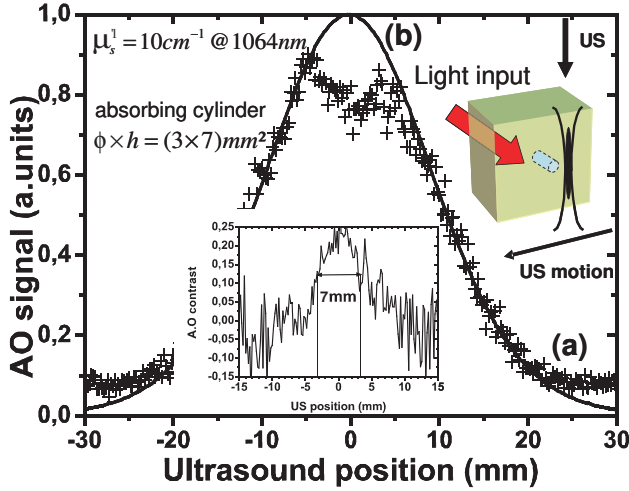 μ_s^1 = 10cm^-1 @ 1064nm
(b)
US
Light input
absorbing cylinder
ϕ × h = (3×7)mm²
US motion
(a)
AO signal (a.units)
1,0
0,8
0,6
0,4
0,2
0,0
-30 -20 -10 0 10 20 30
Ultrasound position (mm)
A.O contrast
0,25
0,20
0,15
0,10
0,05
0,00
-0,05
-0,10
0,15
7mm
-15 -10 -5 0 5 10 15
US position (mm)